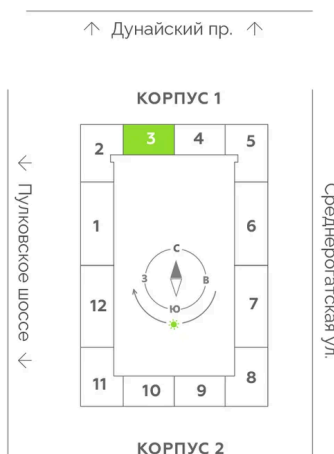 ↑ Дунайский пр. ↑
КОРПУС 1
2 3 4 5
1 6
← Пулковское шоссе ←
Среднерогатская ул.
С
З В
Ю
12 7
11 10 9 8
КОРПУС 2